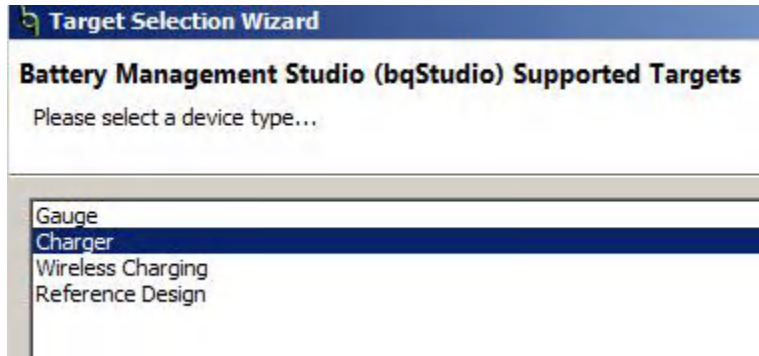 Target Selection Wizard
Battery Management Studio (bqStudio) Supported Targets
Please select a device type...
Gauge
Charger
Wireless Charging
Reference Design